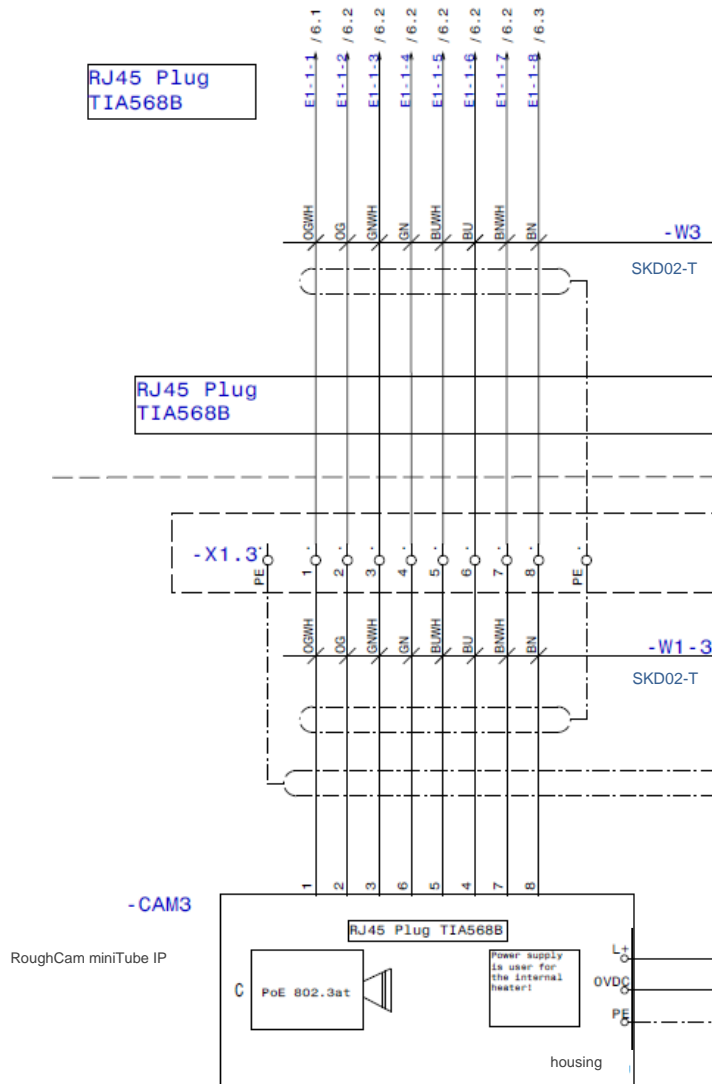 /6.1
/6.2
/6.2
/6.2
/6.2
/6.2
/6.2
/6.3
E1-1-1
E1-1-2
E1-1-3
E1-1-4
E1-1-5
E1-1-6
E1-1-7
E1-1-8
RJ45 Plug
TIA568B
OGWH
OG
GNWH
GN
BUWH
BU
BNWH
BN
-W3
SKD02-T
RJ45 Plug
TIA568B
-X1.3
PE
1
2
3
4
5
6
7
8
PE
OGWH
OG
GNWH
GN
BUWH
BU
BNWH
BN
-W1-3
SKD02-T
1
2
3
6
5
4
7
8
-CAM3
RJ45 Plug TIA568B
RoughCam miniTube IP
C
PoE 802.3at
Power supply
is user for
the internal
heater!
L+
0VDC
PE
housing